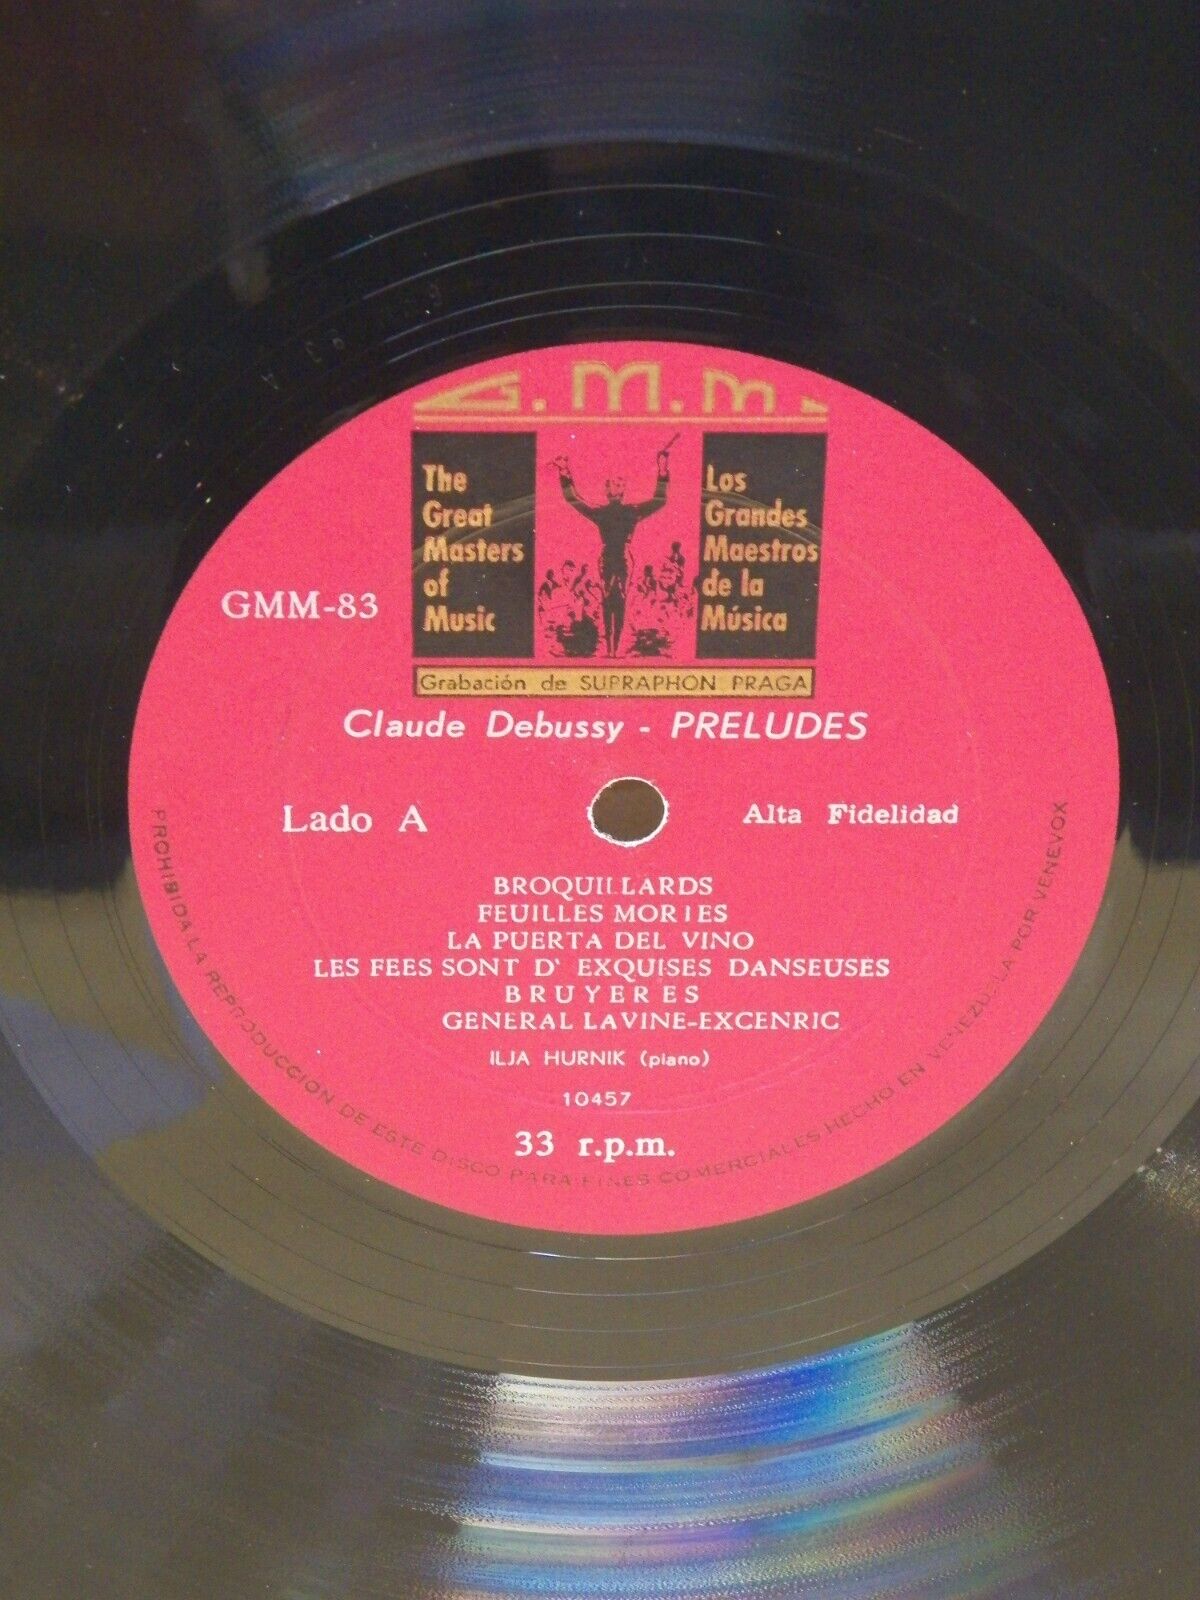 G.M.m.
The
Great
Masters
of
Music
Los
Grandes
Maestros
de la
Música
GMM-83
Grabación de SUPRAPHON PRAGA
Claude Debussy - PRELUDES
Lado A
Alta Fidelidad
BROQUILLARDS
FEUILLES MORIES
LA PUERTA DEL VINO
LES FEES SONT D' EXQUISES DANSEUSES
BRUYERES
GENERAL LAVINE-EXCENRIC
ILJA HURNIK (piano)
10457
33 r.p.m.
PROHIBIDA LA REPRODUCCION DE ESTE DISCO PARA FINES COMERCIALES HECHO EN VENEZUELA POR VENEVOX